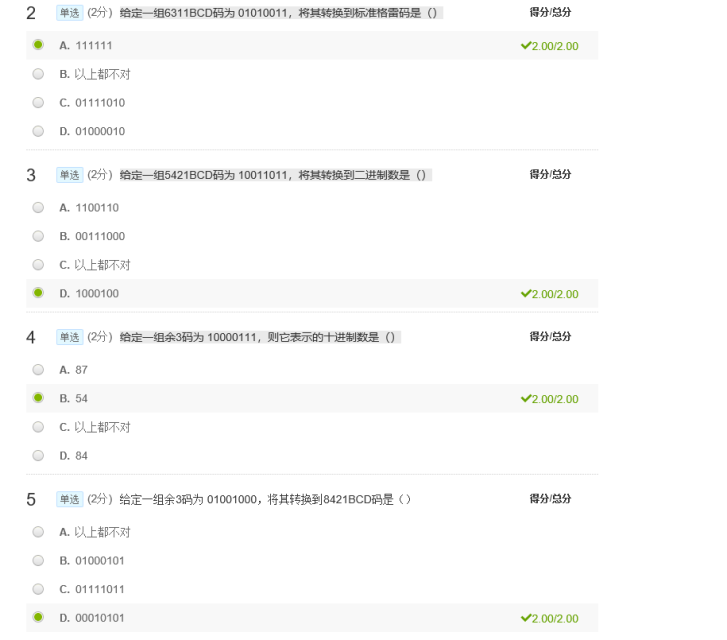 2 单选 (2分) 给定一组6311BCD码为 01010011，将其转换到标准格雷码是（） 得分/总分
A. 111111 2.00/2.00
B. 以上都不对
C. 01111010
D. 01000010
3 单选 (2分) 给定一组5421BCD码为 10011011，将其转换到二进制数是（） 得分/总分
A. 1100110
B. 00111000
C. 以上都不对
D. 1000100 2.00/2.00
4 单选 (2分) 给定一组余3码为 10000111，则它表示的十进制数是（） 得分/总分
A. 87
B. 54 2.00/2.00
C. 以上都不对
D. 84
5 单选 (2分) 给定一组余3码为 01001000，将其转换到8421BCD码是（ ） 得分/总分
A. 以上都不对
B. 01000101
C. 01111011
D. 00010101 2.00/2.00